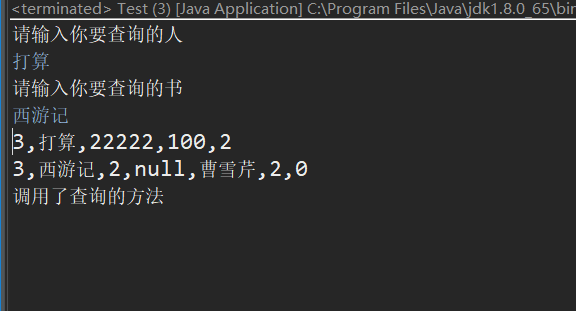 <terminated> Test (3) [Java Application] C:\Program Files\Java\jdk1.8.0_65\bin
请输入你要查询的人
打算
请输入你要查询的书
西游记
3,打算,22222,100,2
3,西游记,2,null,曹雪芹,2,0
调用了查询的方法